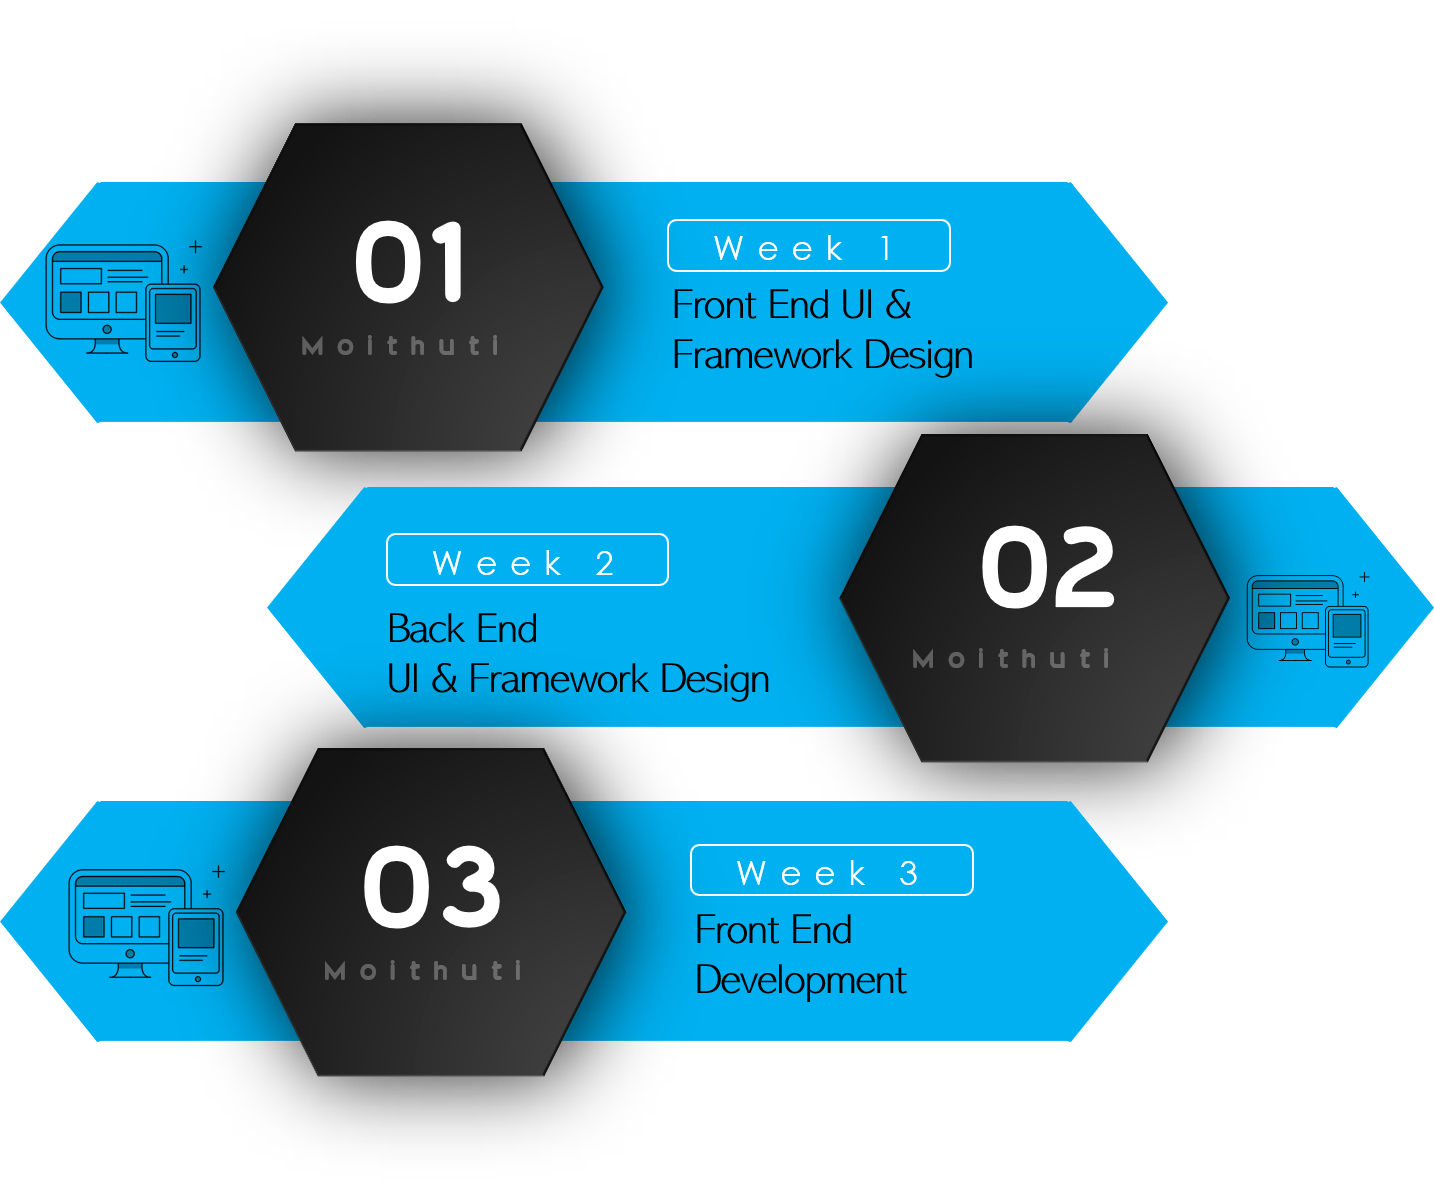 01
Moithuti
Week 1
Front End UI &
Framework Design
Week 2
Back End
UI & Framework Design
02
Moithuti
03
Moithuti
Week 3
Front End
Development